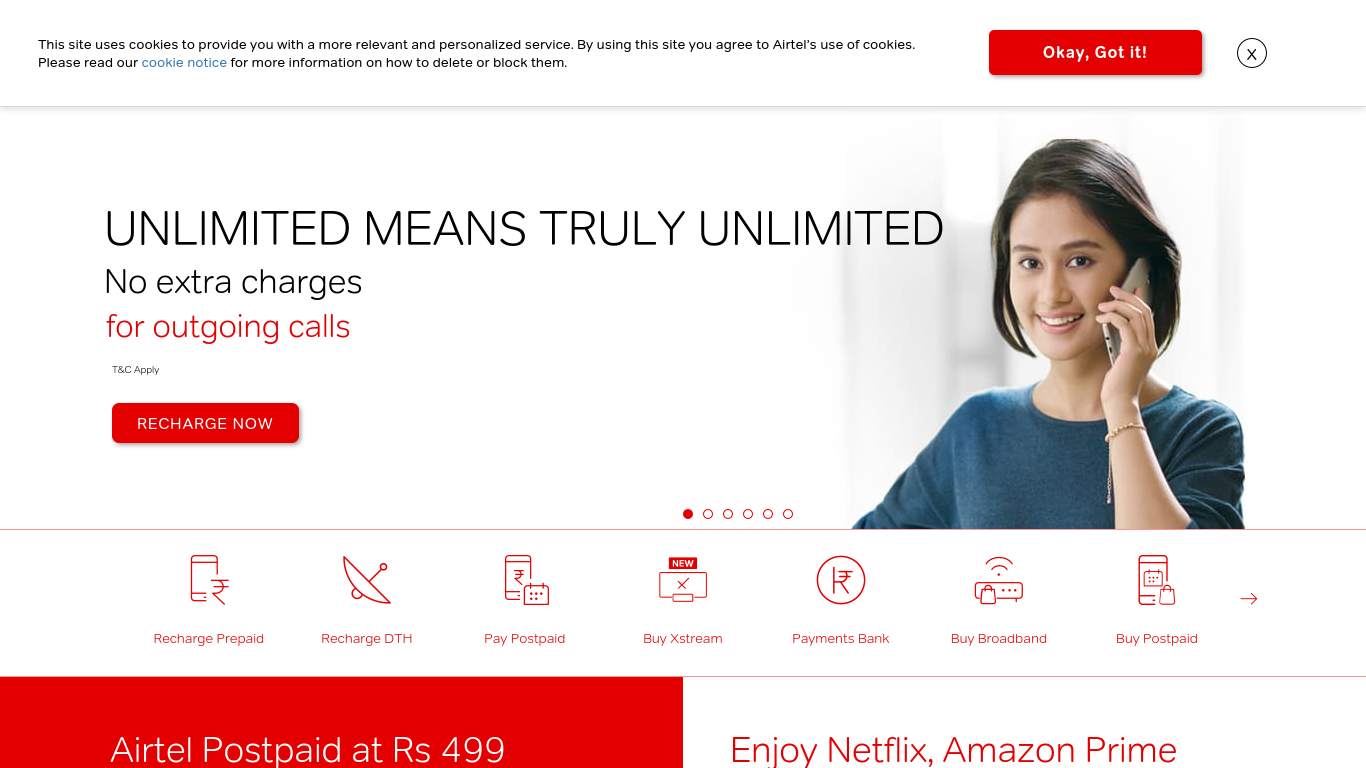 This site uses cookies to provide you with a more relevant and personalized service. By using this site you agree to Airtel's use of cookies.
Please read our cookie notice for more information on how to delete or block them.
Okay, Got it!
X
UNLIMITED MEANS TRULY UNLIMITED
No extra charges
for outgoing calls
T&C Apply
RECHARGE NOW
NEW
Recharge Prepaid
Recharge DTH
Pay Postpaid
Buy Xstream
Payments Bank
Buy Broadband
Buy Postpaid
Airtel Postpaid at Rs 499
Enjoy Netflix, Amazon Prime